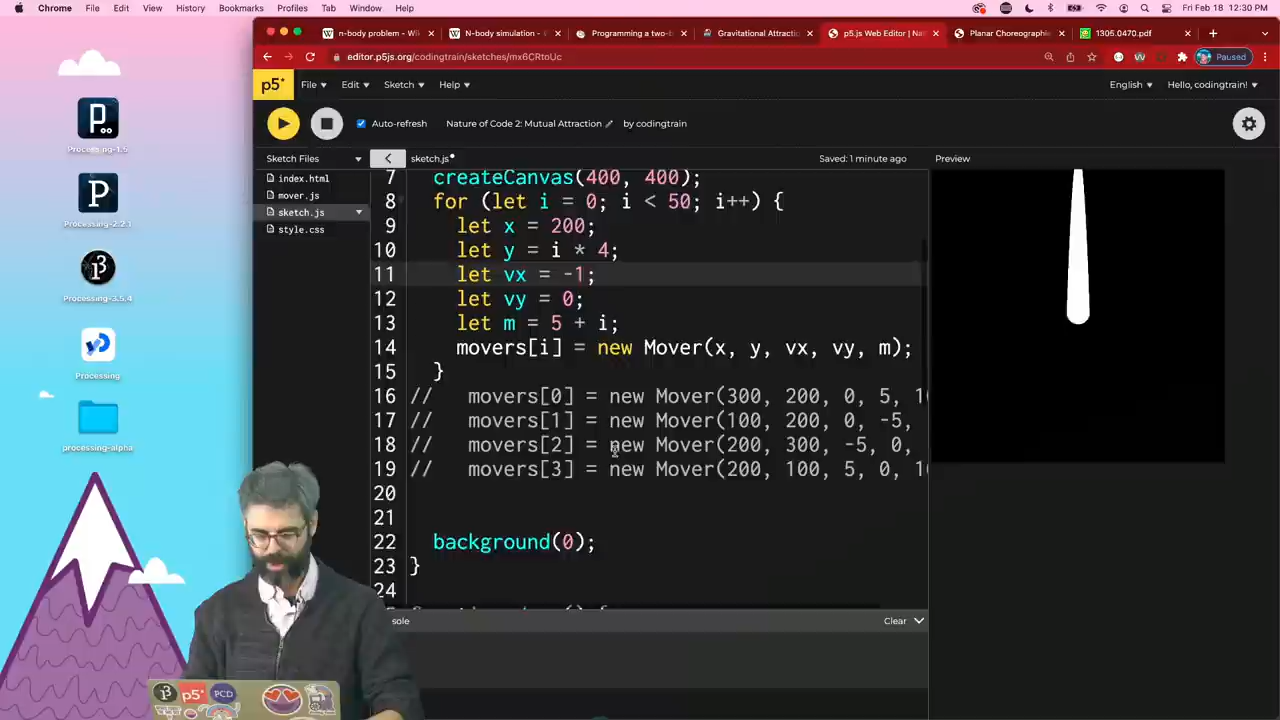 Chrome File Edit View History Bookmarks Profiles Tab Window Help Fri Feb 18 12:30 PM
n-body problem - Wi
N-body simulation - W
Programming a two-b
Gravitational Attractio
p5.js Web Editor | Na
Planar Choreographie
1305.0470.pdf
editor.p5js.org/codingtrain/sketches/mx6CRtoUc
Paused
p5* File Edit Sketch Help English Hello, codingtrain!
Auto-refresh Nature of Code 2: Mutual Attraction by codingtrain
Sketch Files sketch.js Saved: 1 minute ago Preview
index.html
mover.js
sketch.js
style.css
7 createCanvas(400, 400);
8 for (let i = 0; i < 50; i++) {
9 let x = 200;
10 let y = i * 4;
11 let vx = -1;
12 let vy = 0;
13 let m = 5 + i;
14 movers[i] = new Mover(x, y, vx, vy, m);
15 }
16 // movers[0] = new Mover(300, 200, 0, 5, 10
17 // movers[1] = new Mover(100, 200, 0, -5,
18 // movers[2] = new Mover(200, 300, -5, 0,
19 // movers[3] = new Mover(200, 100, 5, 0, 10
20
21
22 background(0);
23 }
24
sole Clear
Processing-1.5
Processing-2.2.1
Processing-3.5.4
Processing
processing-alpha
p5*
PCD